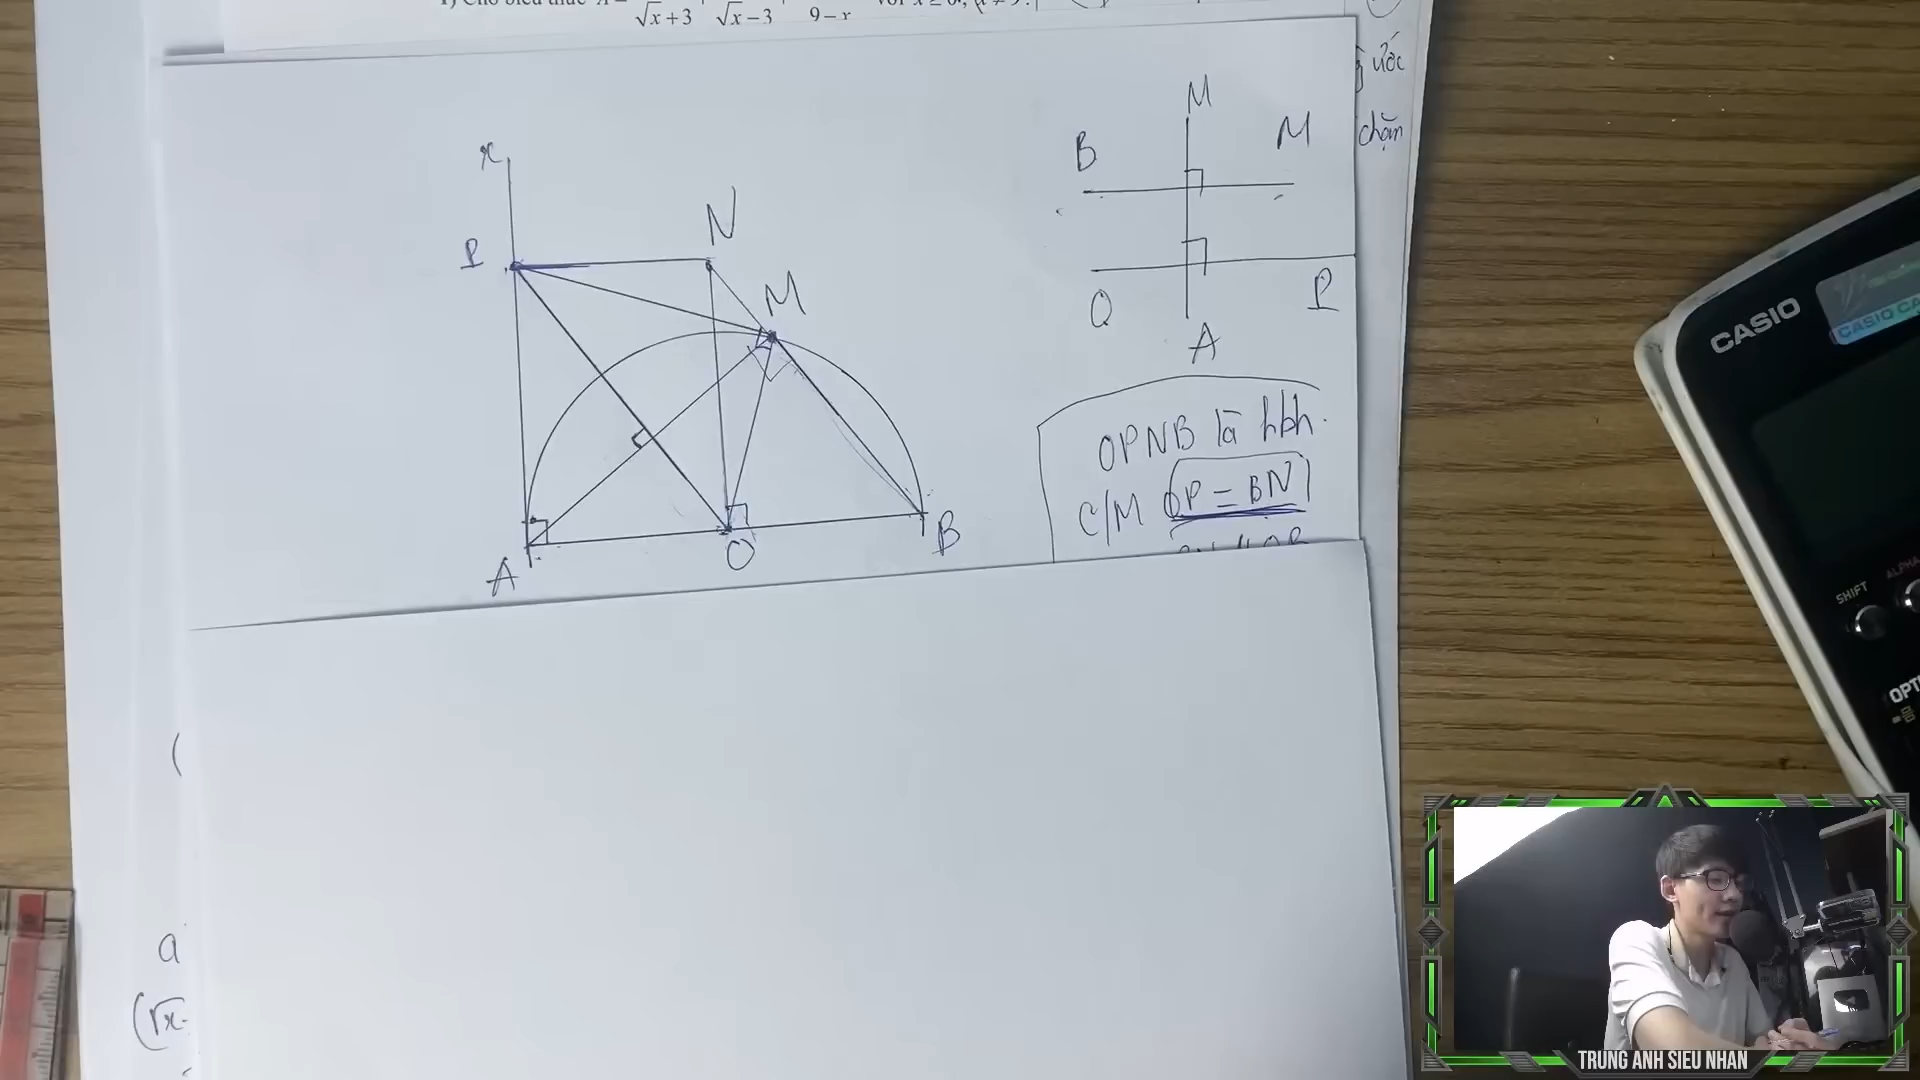 √x + 3 √x − 3 9 − x
ước
chặn
x
P
N
M
A
O
B
M
B
M
O
P
A
OPNB là hbh.
C/M OP = BN
a
(√x-
CASIO
SHIFT
ALPHA
OPT
TRUNG ANH SIEU NHAN